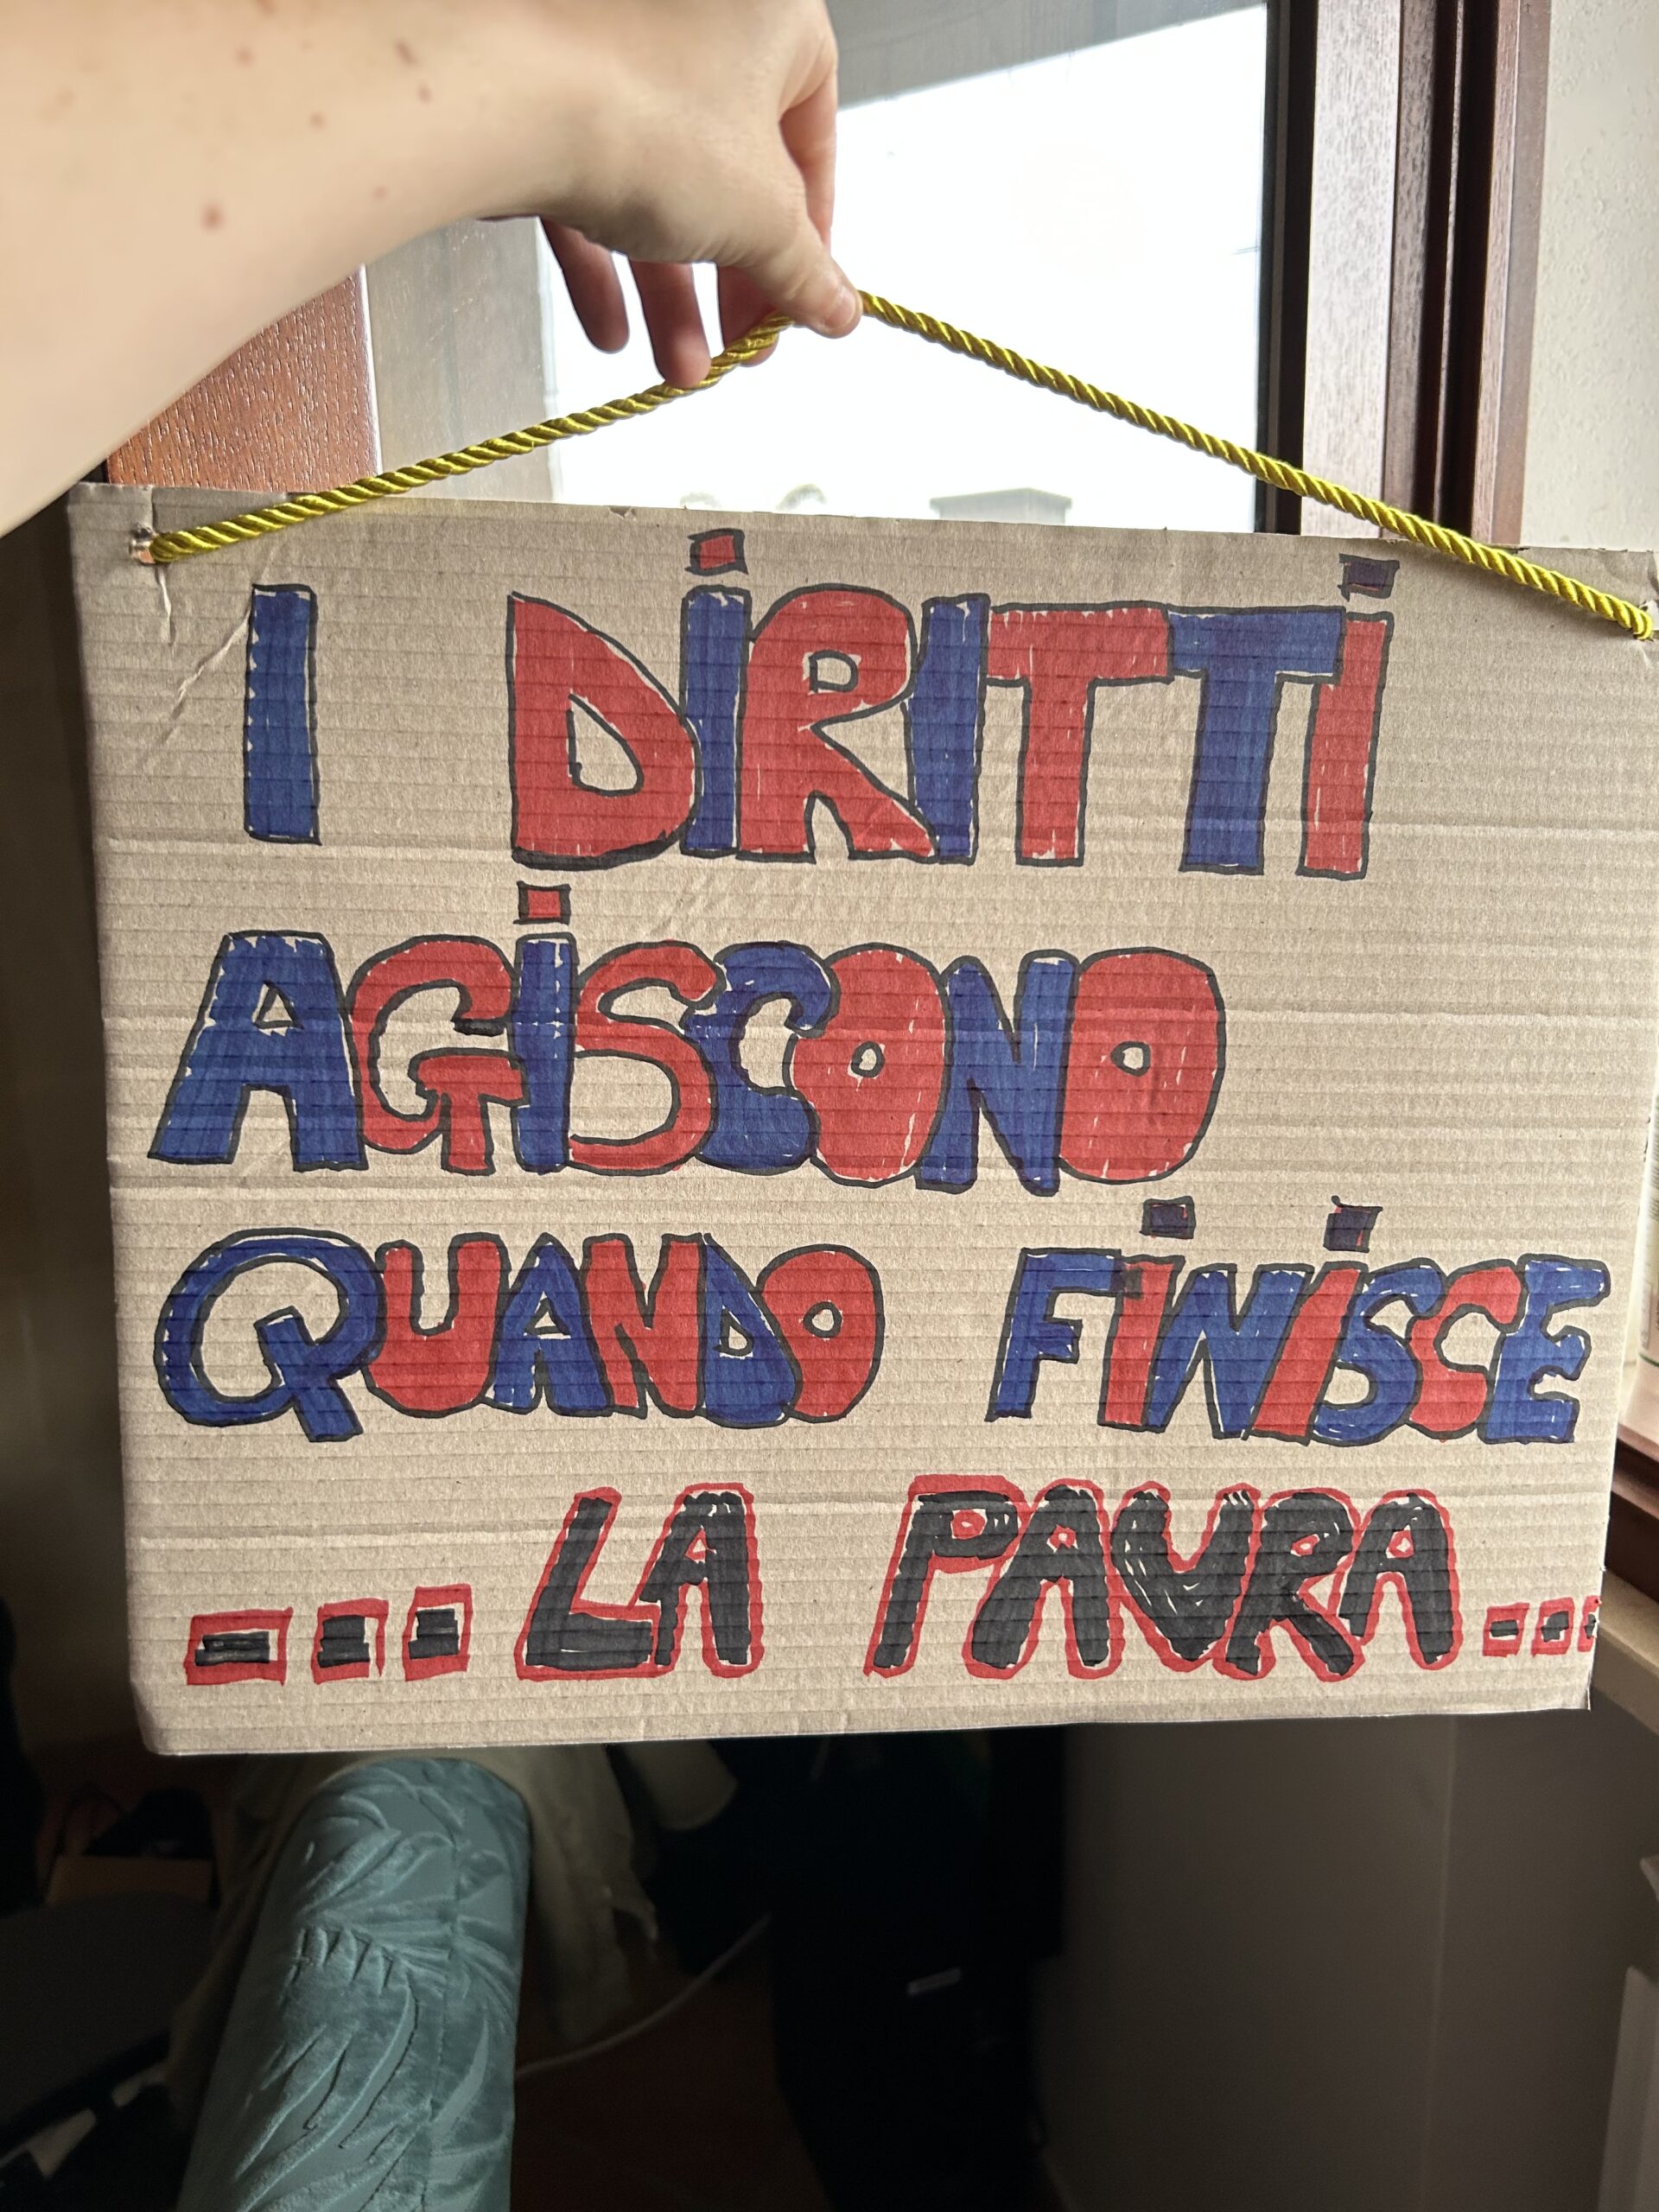 I DiRITTi
AGiSCONO
QUANDO FiNiSCE
...LA PAURA...